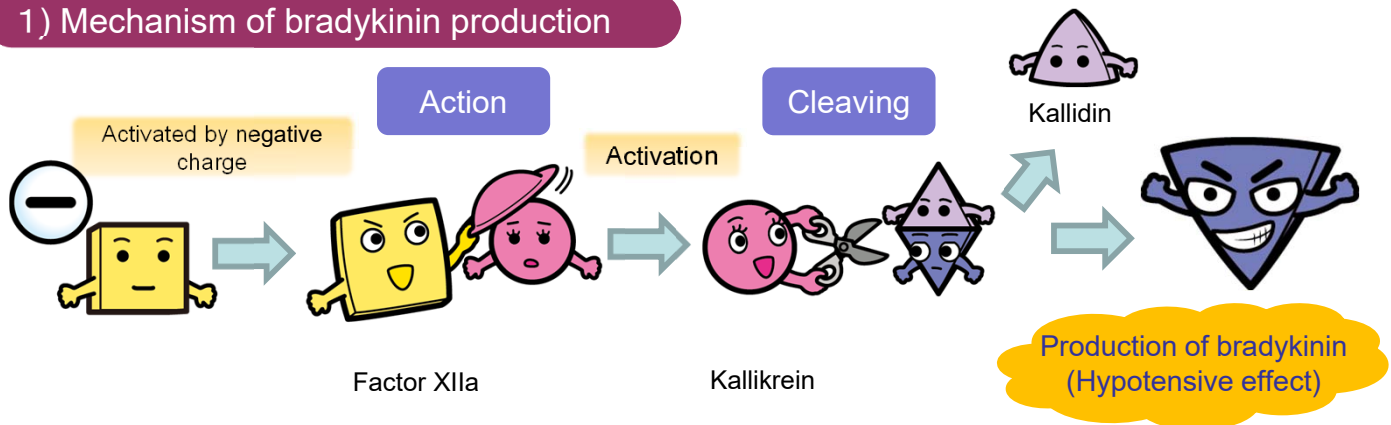 1) Mechanism of bradykinin production
Action
Cleaving
Kallidin
Activated by negative
charge
Activation
Factor XIIa
Kallikrein
Production of bradykinin
(Hypotensive effect)